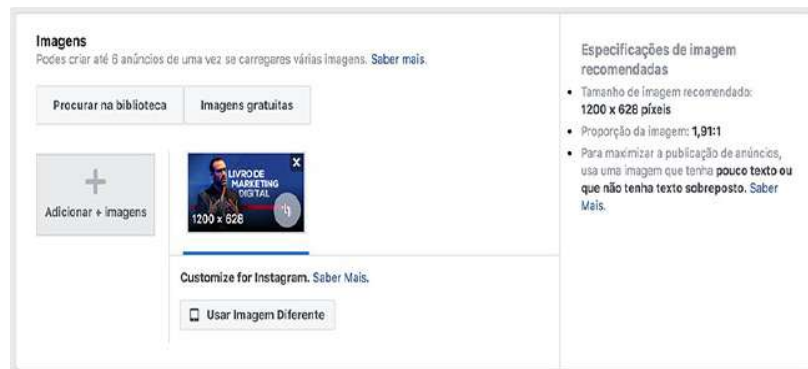 Imagens
Podes criar até 6 anúncios de uma vez se carregares várias imagens. Saber mais.
Procurar na biblioteca
Imagens gratuitas
Adicionar + imagens
X
LIVRO DE
MARKETING
DIGITAL
1200 x 628
Customize for Instagram. Saber Mais.
Usar Imagem Diferente
Especificações de imagem
recomendadas
• Tamanho de imagem recomendado:
1200 x 628 píxeis
• Proporção da imagem: 1,91:1
• Para maximizar a publicação de anúncios,
usa uma imagem que tenha pouco texto ou
que não tenha texto sobreposto. Saber
Mais.